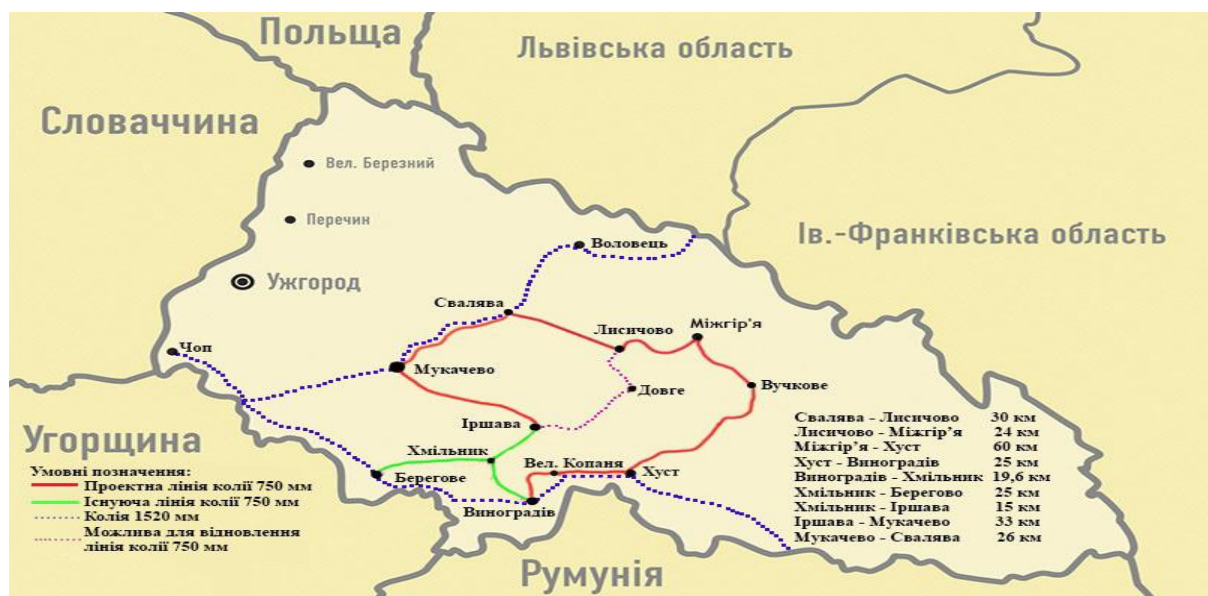 Польща
Львівська область
Словаччина
Вел. Березний
Перечин
Ів.-Франківська область
Воловець
Ужгород
Свалява
Лисичово
Міжгір'я
Чоп
Мукачево
Довге
Вучкове
Іршава
Хмільник
Вел. Копаня
Хуст
Берегове
Виноградів
Угорщина
Умовні позначення:
Проектна лінія колії 750 мм
Існуюча лінія колії 750 мм
Колія 1520 мм
Можлива для відновлення
лінія колії 750 мм
Свалява - Лисичово 30 км
Лисичово - Міжгір'я 24 км
Міжгір'я - Хуст 60 км
Хуст - Виноградів 25 км
Виноградів - Хмільник 19,6 км
Хмільник - Берегово 25 км
Хмільник - Іршава 15 км
Іршава - Мукачево 33 км
Мукачево - Свалява 26 км
Румунія